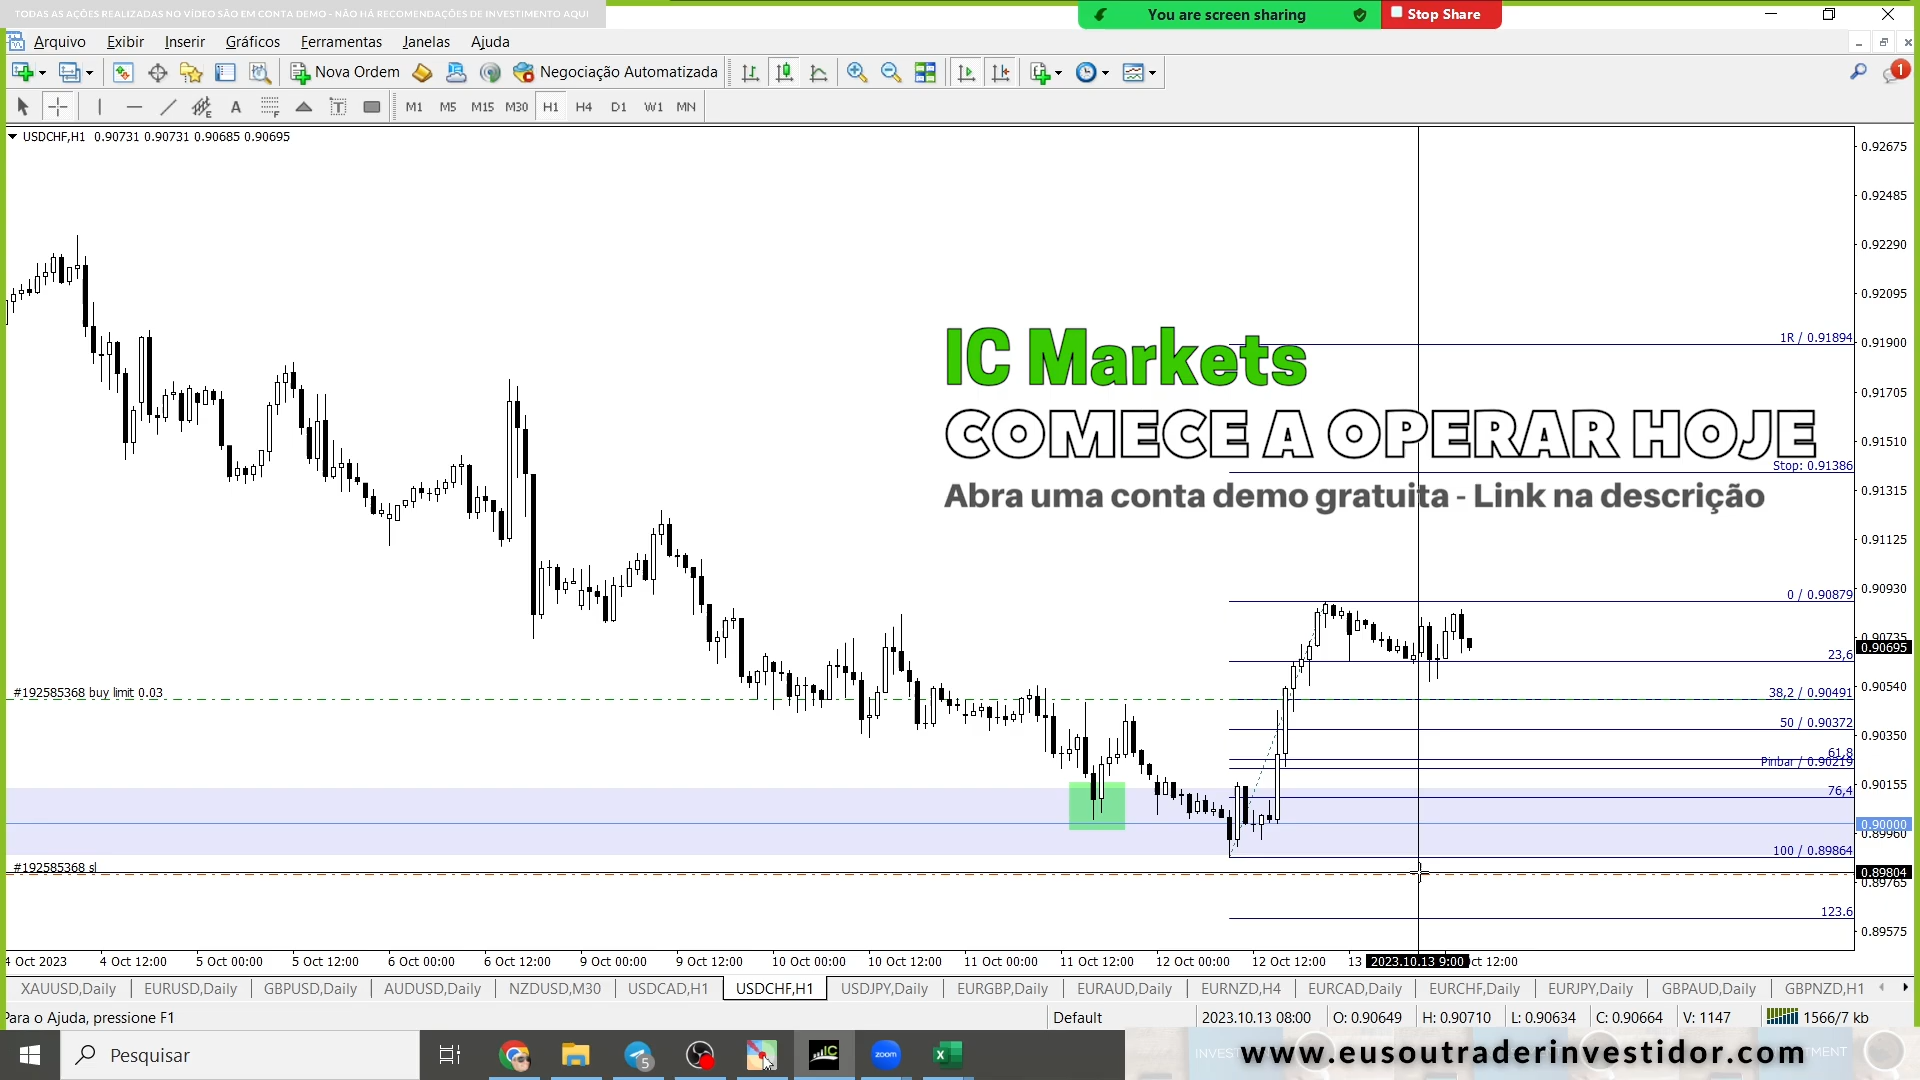 TODAS AS AÇÕES REALIZADAS NO VÍDEO SÃO EM CONTA DEMO - NÃO HÁ RECOMENDAÇÕES DE INVESTIMENTO AQUI
You are screen sharing
Stop Share
Arquivo Exibir Inserir Gráficos Ferramentas Janelas Ajuda
Nova Ordem
Negociação Automatizada
1
A
M1 M5 M15 M30 H1 H4 D1 W1 MN
USDCHF,H1 0.90731 0.90731 0.90685 0.90695
0.92675
0.92485
0.92290
0.92095
IC Markets
1R / 0.91894
0.91900
0.91705
COMECE A OPERAR HOJE
0.91510
Stop: 0.91386
Abra uma conta demo gratuita - Link na descrição
0.91315
0.91125
0 / 0.90879
0.90930
0.90735
0.90695
23,6
#192585368 buy limit 0.03
38,2 / 0.90491
0.90540
50 / 0.90372
0.90350
61,8
Pinbar / 0.90219
76,4
0.90155
0.90000
0.89960
100 / 0.89864
#192585368 sl
0.89804
0.89765
123.6
0.89575
4 Oct 2023 4 Oct 12:00 5 Oct 00:00 5 Oct 12:00 6 Oct 00:00 6 Oct 12:00 9 Oct 00:00 9 Oct 12:00 10 Oct 00:00 10 Oct 12:00 11 Oct 00:00 11 Oct 12:00 12 Oct 00:00 12 Oct 12:00 13 2023.10.13 9:00 ct 12:00
XAUUSD,Daily EURUSD,Daily GBPUSD,Daily AUDUSD,Daily NZDUSD,M30 USDCAD,H1 USDCHF,H1 USDJPY,Daily EURGBP,Daily EURAUD,Daily EURNZD,H4 EURCAD,Daily EURCHF,Daily EURJPY,Daily GBPAUD,Daily GBPNZD,H1
Para o Ajuda, pressione F1
Default
2023.10.13 08:00 O: 0.90649 H: 0.90710 L: 0.90634 C: 0.90664 V: 1147 1566/7 kb
Pesquisar
5
IC
zoom
www.eusoutraderinvestidor.com